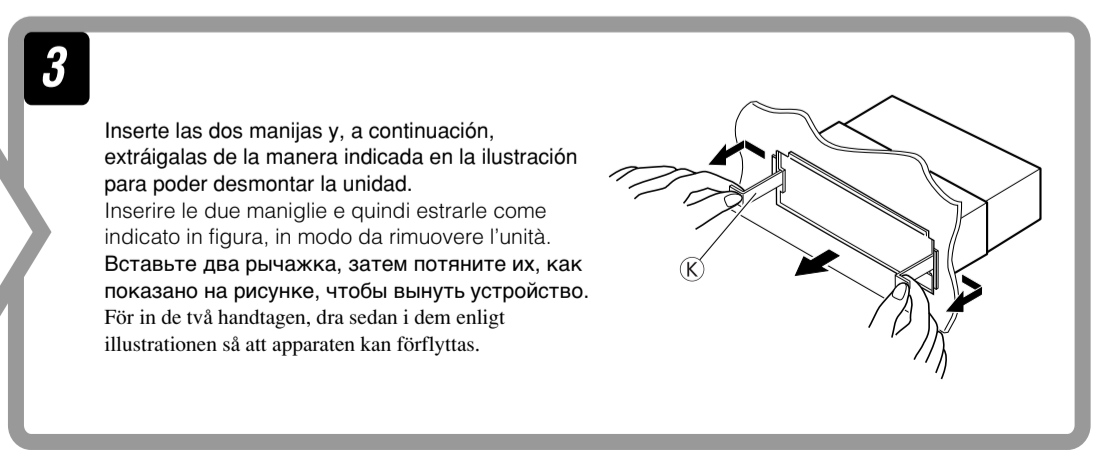 3
Inserte las dos manijas y, a continuación,
extráigalas de la manera indicada en la ilustración
para poder desmontar la unidad.
Inserire le due maniglie e quindi estrarle come
indicato in figura, in modo da rimuovere l'unità.
Вставьте два рычажка, затем потяните их, как
показано на рисунке, чтобы вынуть устройство.
För in de två handtagen, dra sedan i dem enligt
illustrationen så att apparaten kan förflyttas.
K